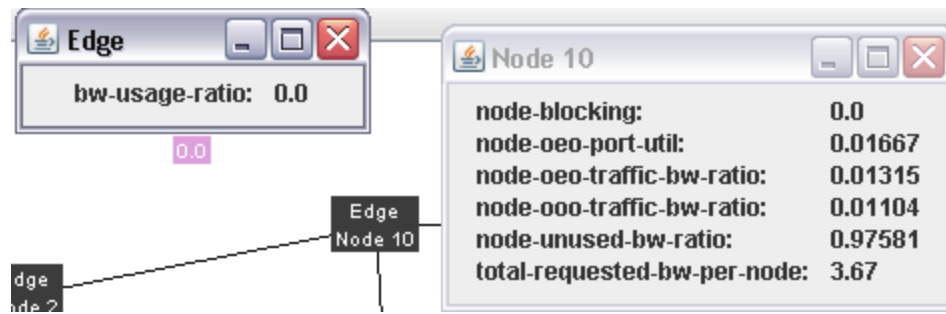 Edge
bw-usage-ratio: 0.0
0.0
Node 10
node-blocking: 0.0
node-oeo-port-util: 0.01667
node-oeo-traffic-bw-ratio: 0.01315
node-ooo-traffic-bw-ratio: 0.01104
node-unused-bw-ratio: 0.97581
total-requested-bw-per-node: 3.67
Edge
Node 10
dge
de 2